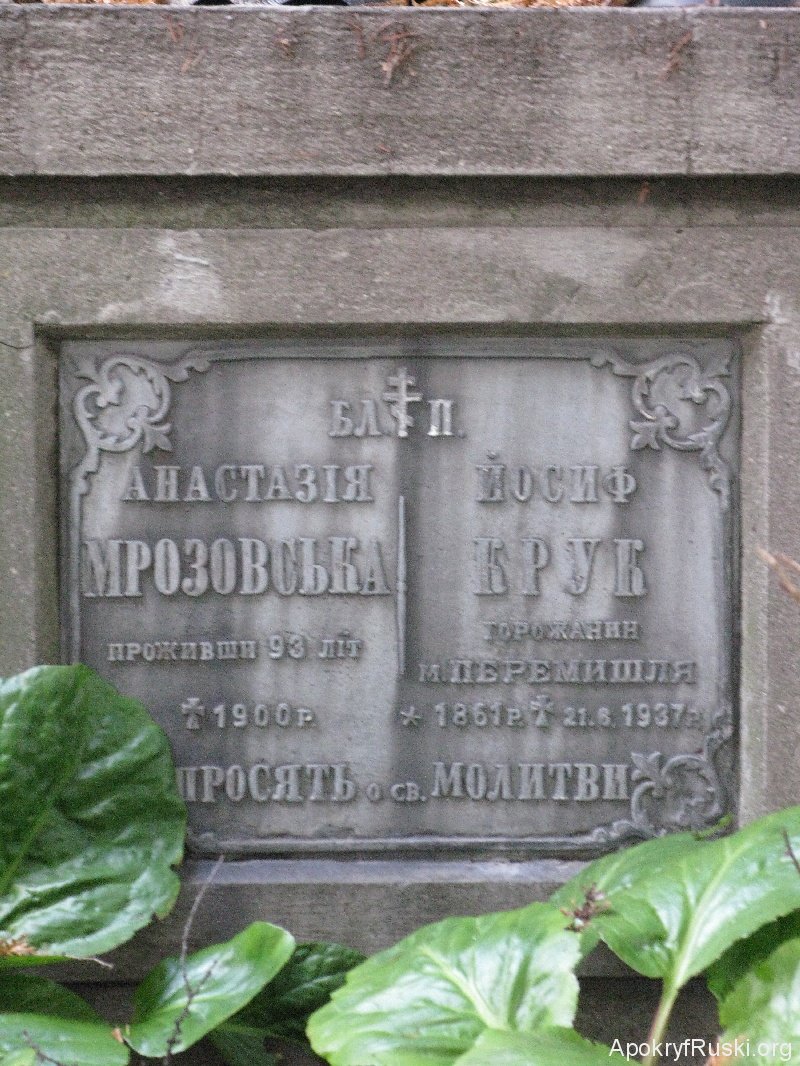 БЛ. П.
АНАСТАЗІЯ
МРОЗОВСЬКА
ПРОЖИВШИ 93 ЛІТ
✝ 1900 Р.
ЙОСИФ
КРУК
ГОРОЖАНИН
М. ПЕРЕМИШЛЯ
* 1861 Р. ✝ 21.6. 1937 Р.
ПРОСЯТЬ о св. МОЛИТВИ
ApokryfRuski.org